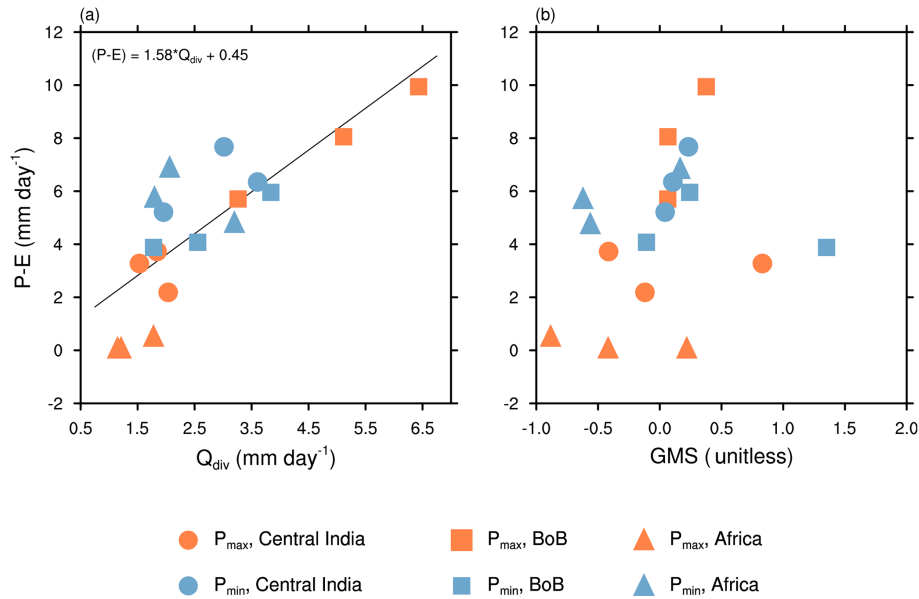 (a)
(b)
(P-E) = 1.58*Qdiv + 0.45
12
10
8
6
4
2
0
-2
P-E (mm day-1)
0.5 1.5 2.5 3.5 4.5 5.5 6.5
Qdiv (mm day-1)
12
10
8
6
4
2
0
-2
-1.0 -0.5 0.0 0.5 1.0 1.5 2.0
GMS ( unitless)
Pmax, Central India Pmax, BoB Pmax, Africa
Pmin, Central India Pmin, BoB Pmin, Africa